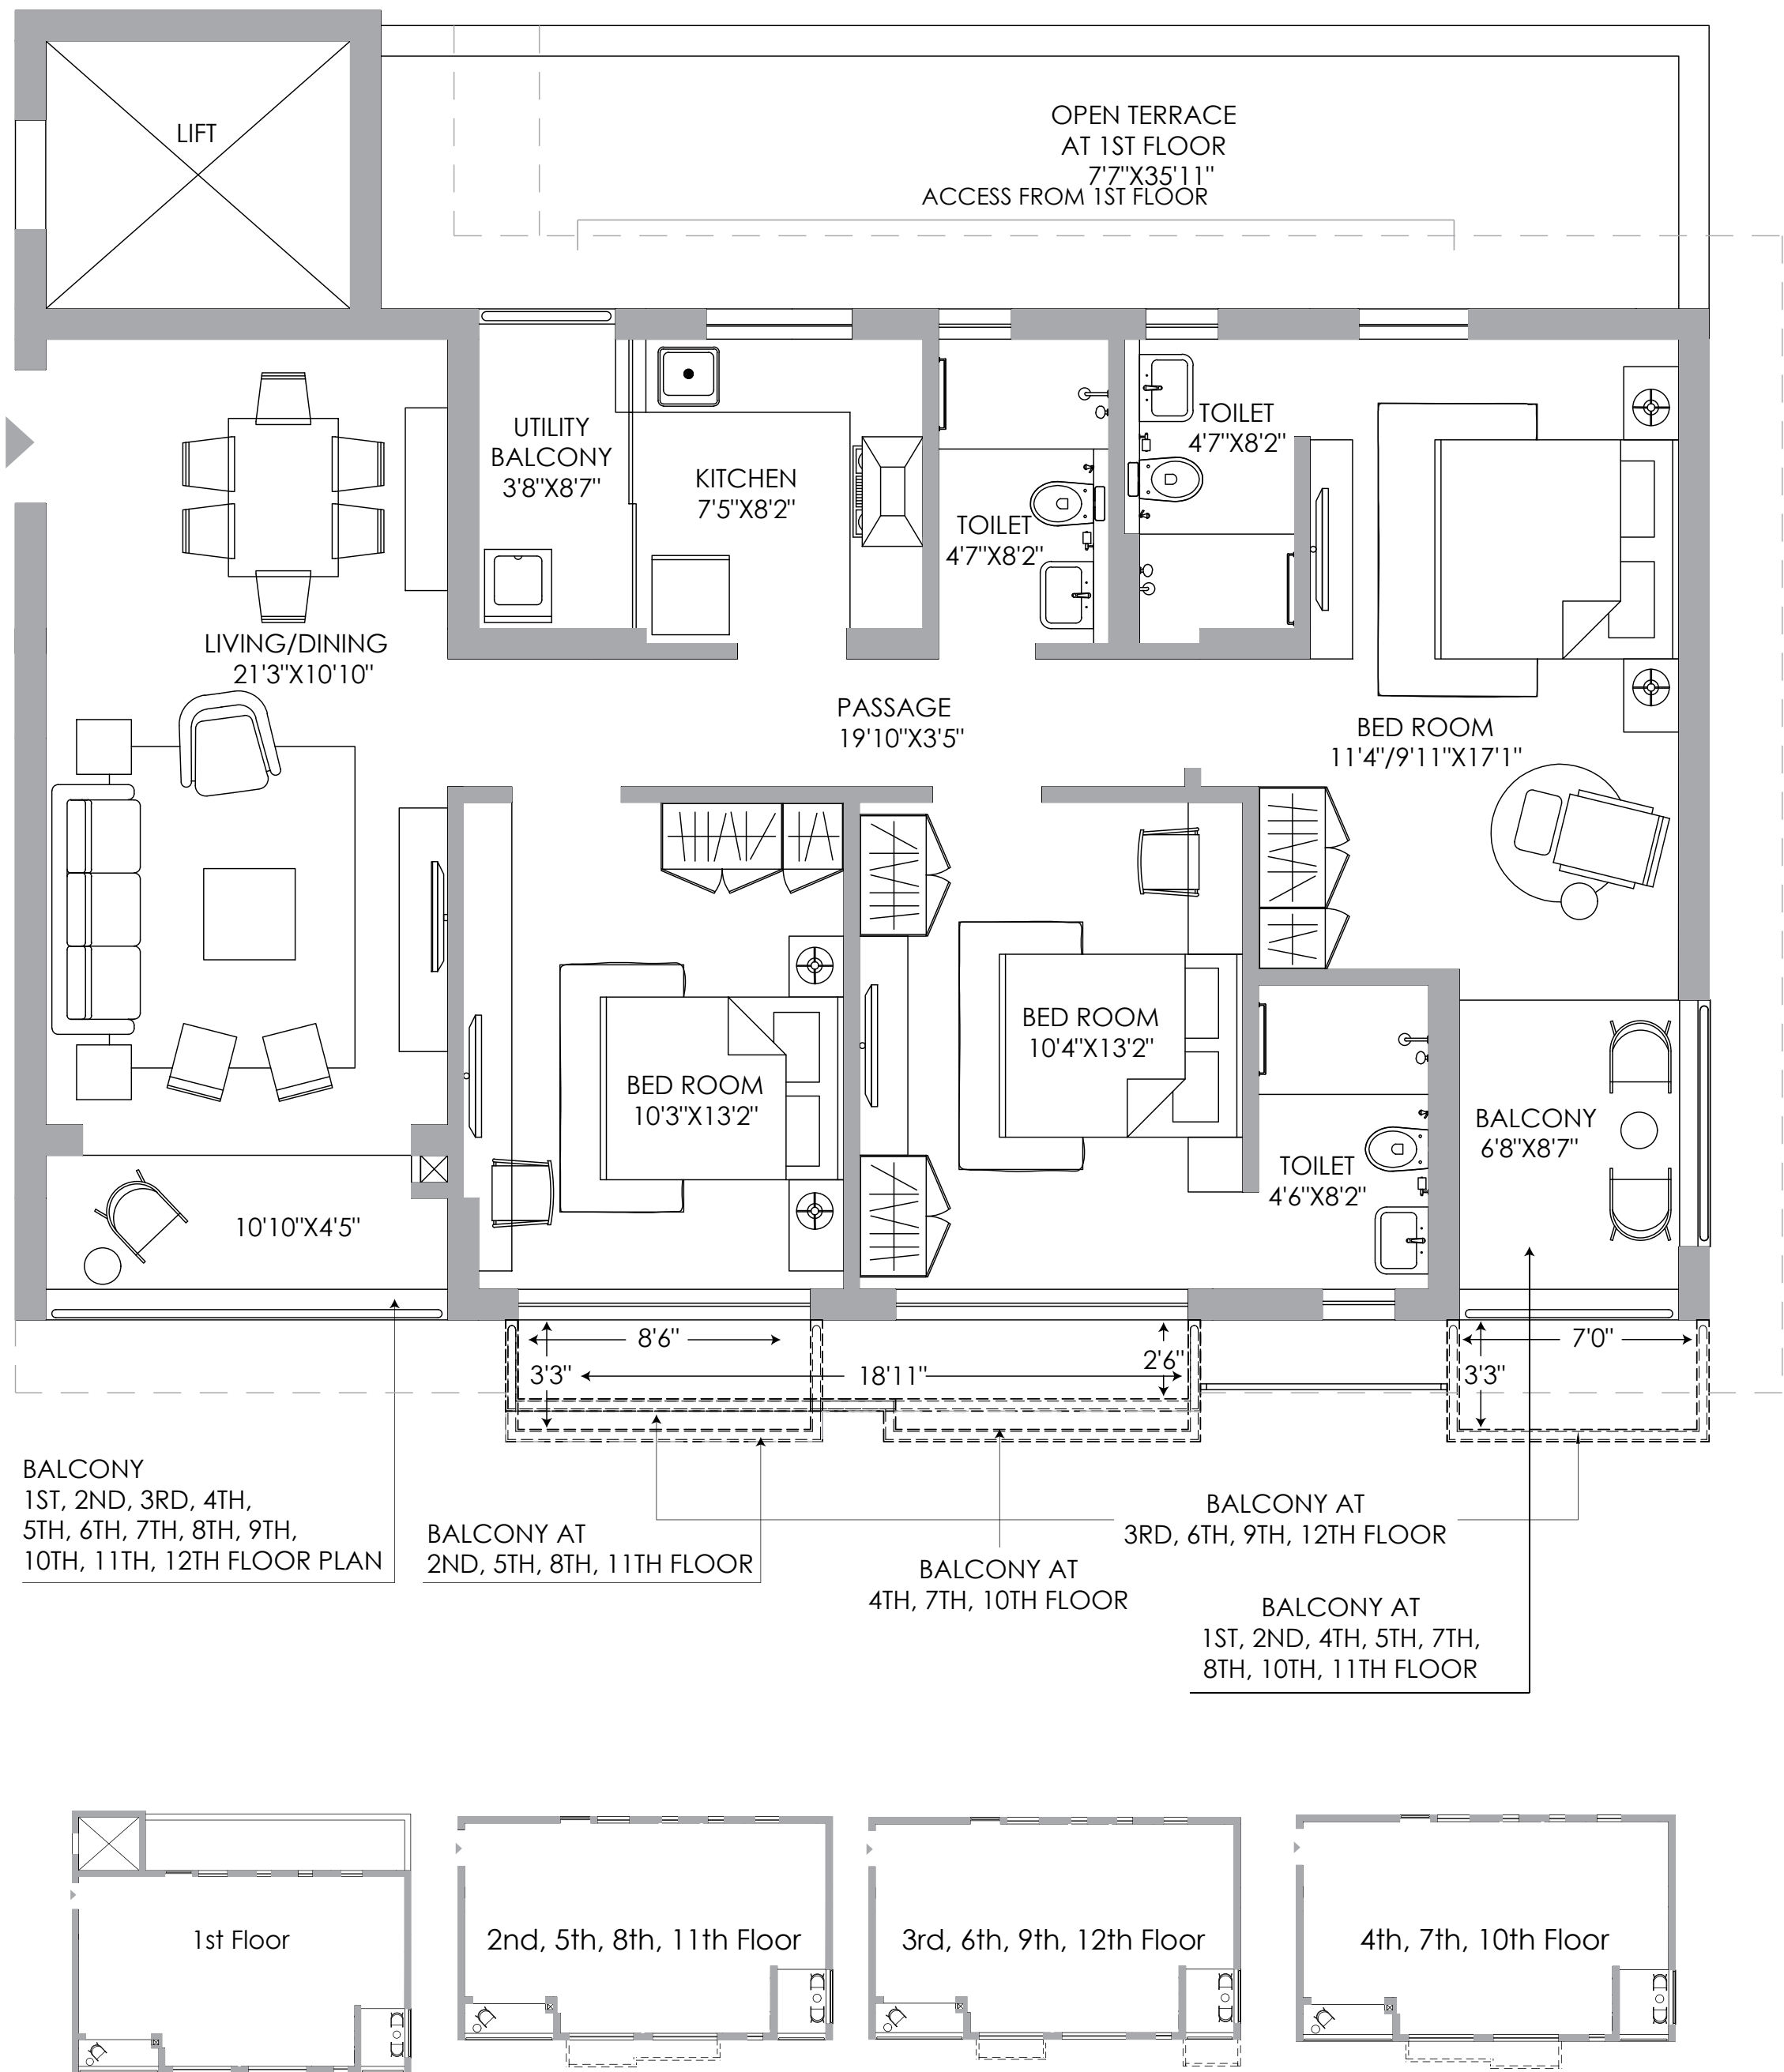 LIFT
OPEN TERRACE
AT 1ST FLOOR
7'7"X35'11"
ACCESS FROM 1ST FLOOR
UTILITY
BALCONY
3'8"X8'7"
KITCHEN
7'5"X8'2"
TOILET
4'7"X8'2"
TOILET
4'7"X8'2"
LIVING/DINING
21'3"X10'10"
PASSAGE
19'10"X3'5"
BED ROOM
11'4"/9'11"X17'1"
BED ROOM
10'3"X13'2"
BED ROOM
10'4"X13'2"
TOILET
4'6"X8'2"
BALCONY
6'8"X8'7"
10'10"X4'5"
8'6"
3'3"
18'11"
2'6"
7'0"
3'3"
BALCONY
1ST, 2ND, 3RD, 4TH,
5TH, 6TH, 7TH, 8TH, 9TH,
10TH, 11TH, 12TH FLOOR PLAN
BALCONY AT
2ND, 5TH, 8TH, 11TH FLOOR
BALCONY AT
4TH, 7TH, 10TH FLOOR
BALCONY AT
3RD, 6TH, 9TH, 12TH FLOOR
BALCONY AT
1ST, 2ND, 4TH, 5TH, 7TH,
8TH, 10TH, 11TH FLOOR
1st Floor
2nd, 5th, 8th, 11th Floor
3rd, 6th, 9th, 12th Floor
4th, 7th, 10th Floor